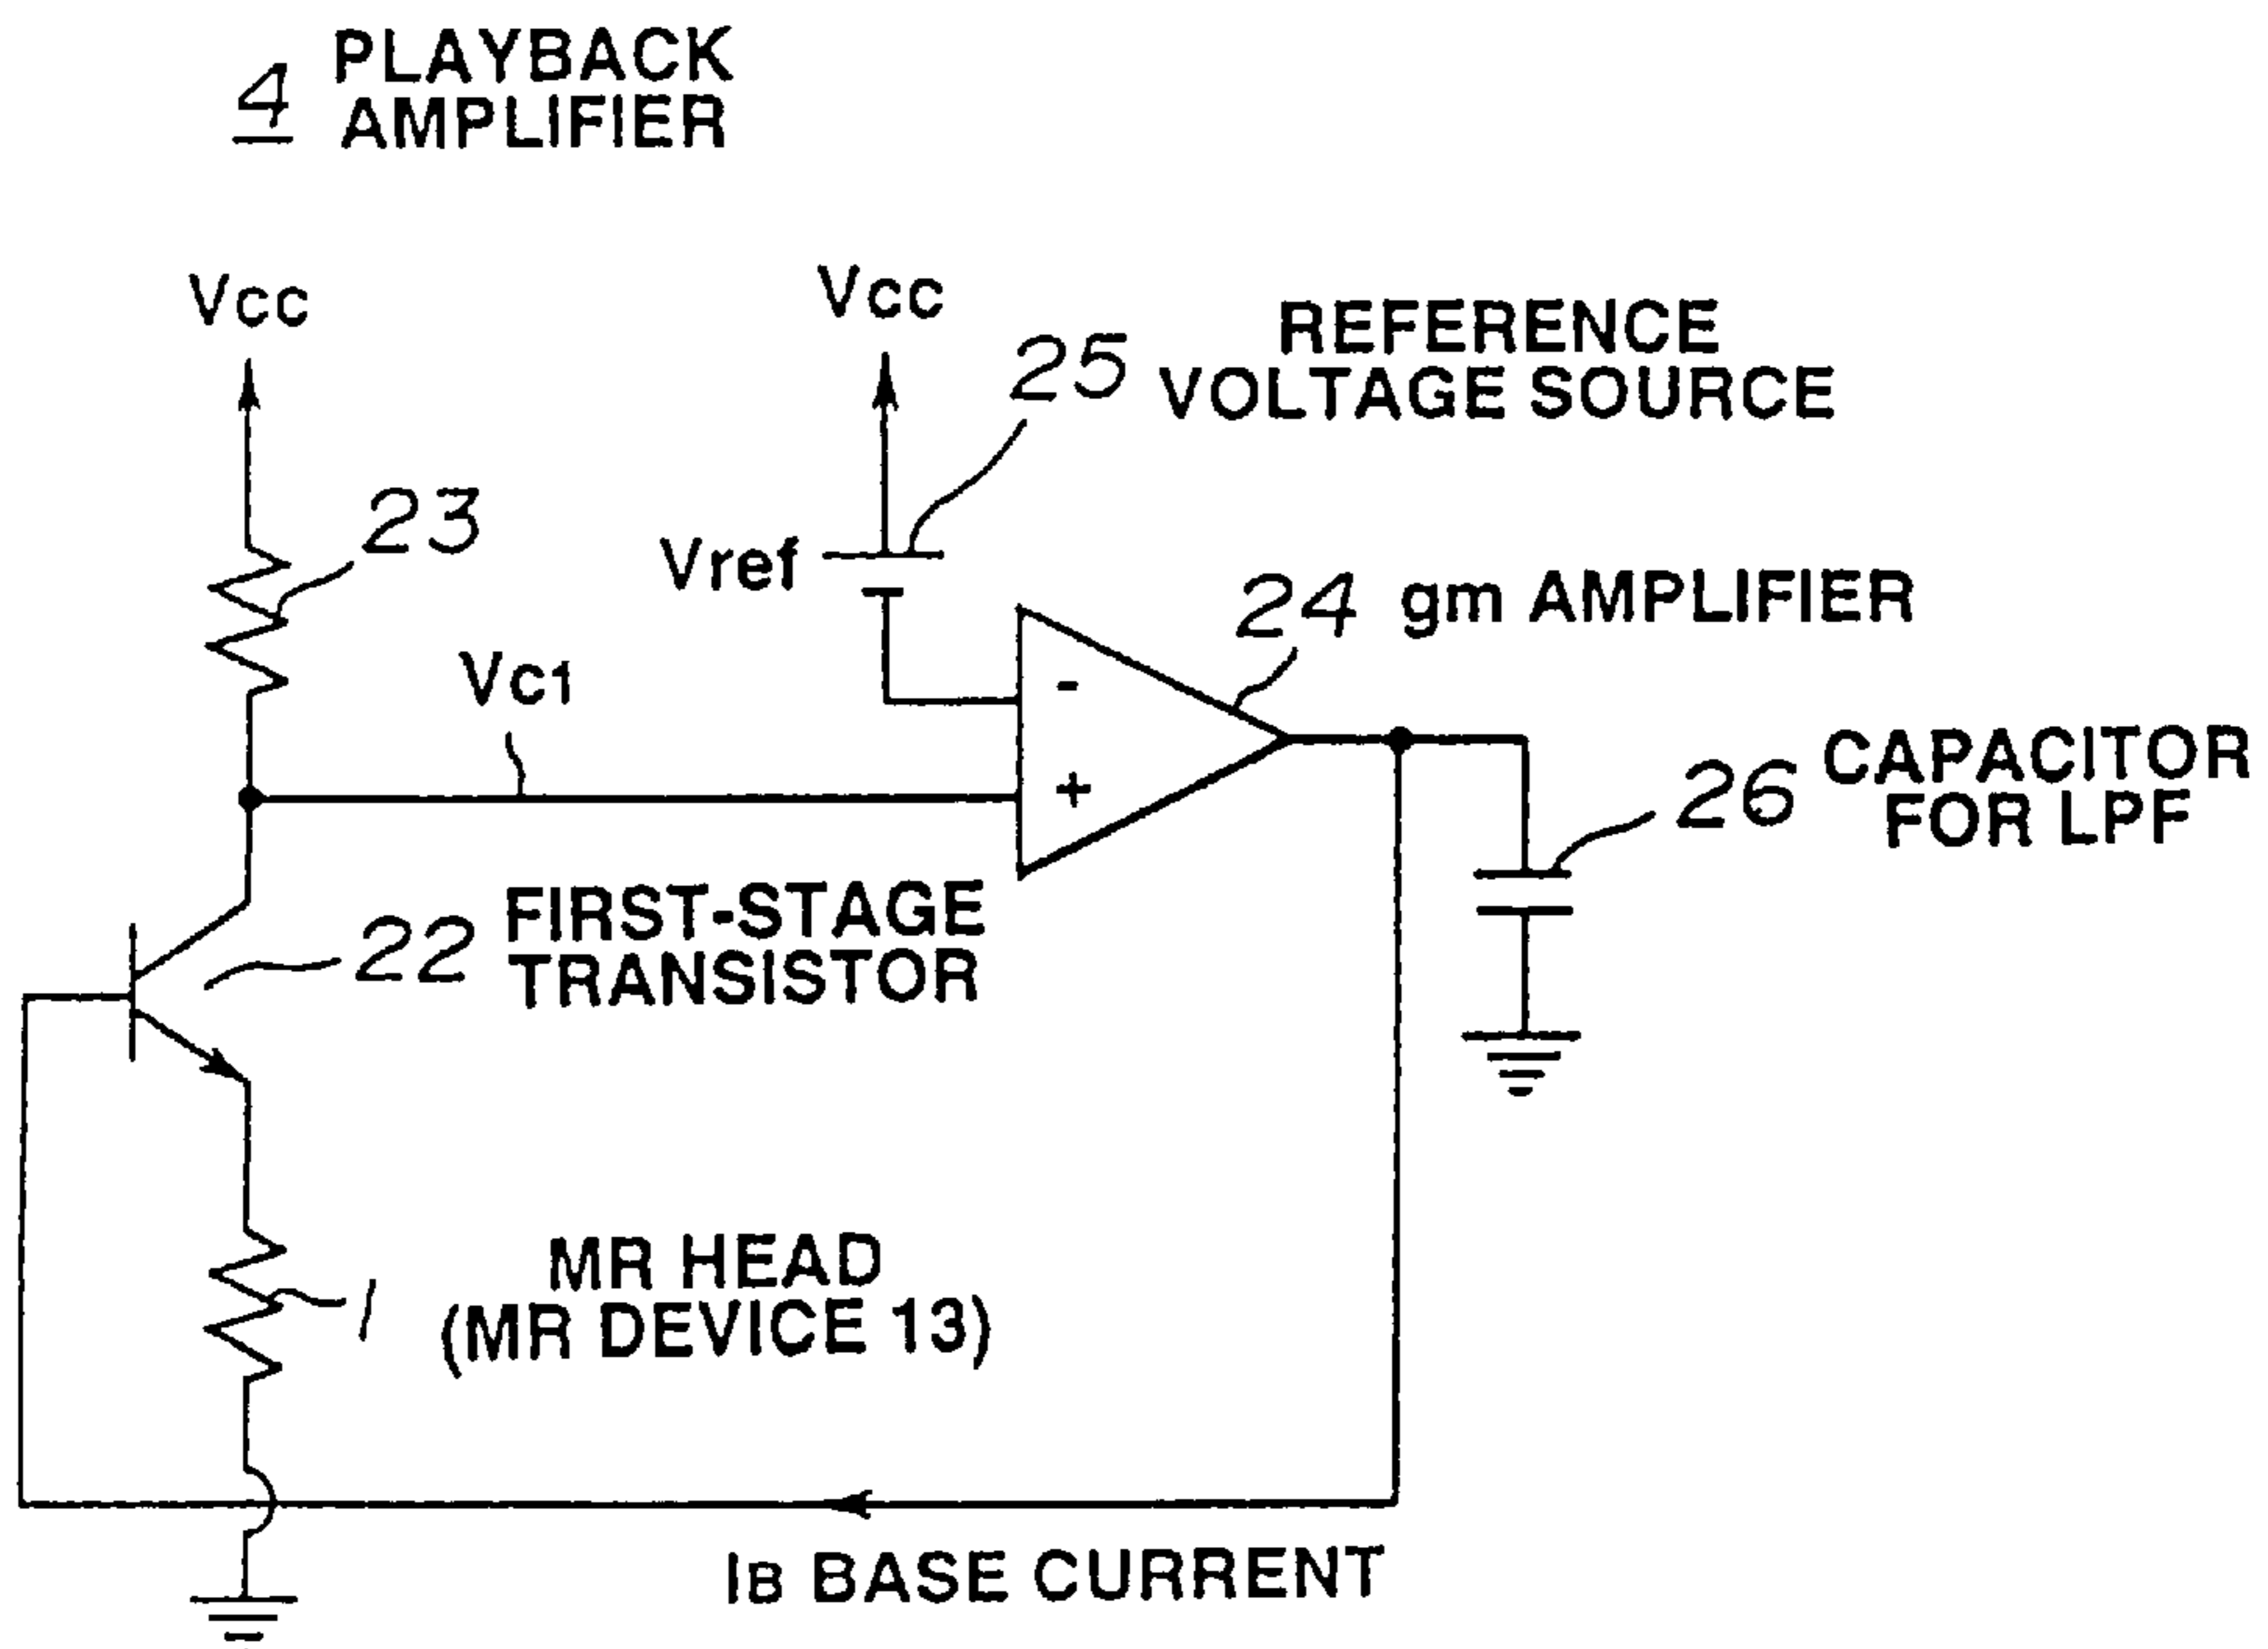 4 PLAYBACK
AMPLIFIER
Vcc
Vcc
25 REFERENCE
VOLTAGE SOURCE
23
Vref
24 gm AMPLIFIER
Vc1
-
+
26 CAPACITOR
FOR LPF
22 FIRST-STAGE
TRANSISTOR
1 MR HEAD
(MR DEVICE 13)
IB BASE CURRENT